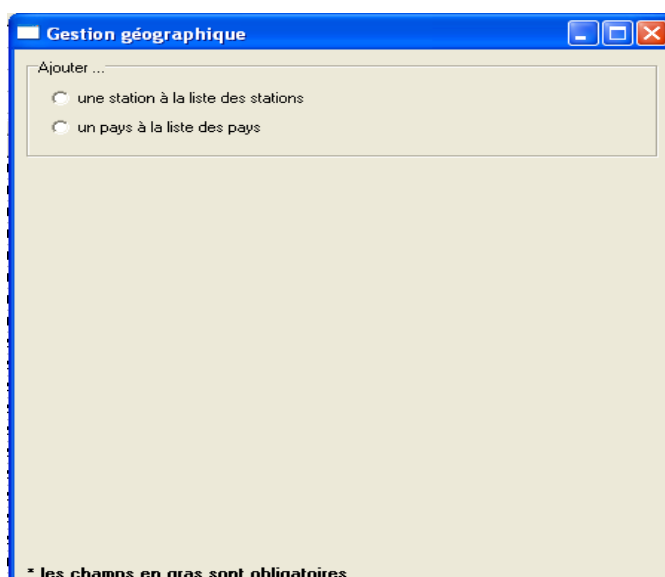 Gestion géographique
Ajouter ...
une station à la liste des stations
un pays à la liste des pays
* les champs en gras sont obligatoires